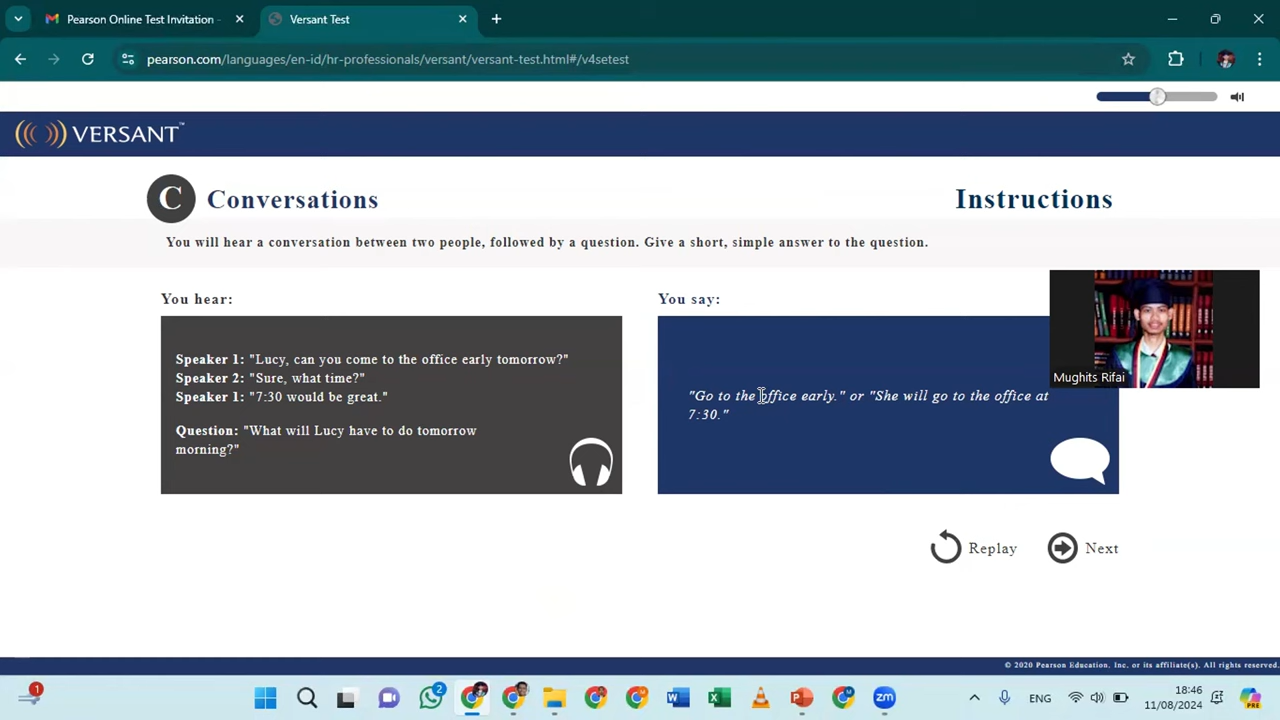 Pearson Online Test Invitation -
Versant Test
pearson.com/languages/en-id/hr-professionals/versant/versant-test.html#/v4setest
VERSANT™
C Conversations
Instructions
You will hear a conversation between two people, followed by a question. Give a short, simple answer to the question.
You hear:
Speaker 1: "Lucy, can you come to the office early tomorrow?"
Speaker 2: "Sure, what time?"
Speaker 1: "7:30 would be great."
Question: "What will Lucy have to do tomorrow
morning?"
You say:
"Go to the office early." or "She will go to the office at
7:30."
Mughits Rifai
Replay
Next
© 2020 Pearson Education, Inc. or its affiliate(s). All rights reserved.
1
2
zm
ENG
18:46
11/08/2024
PRE